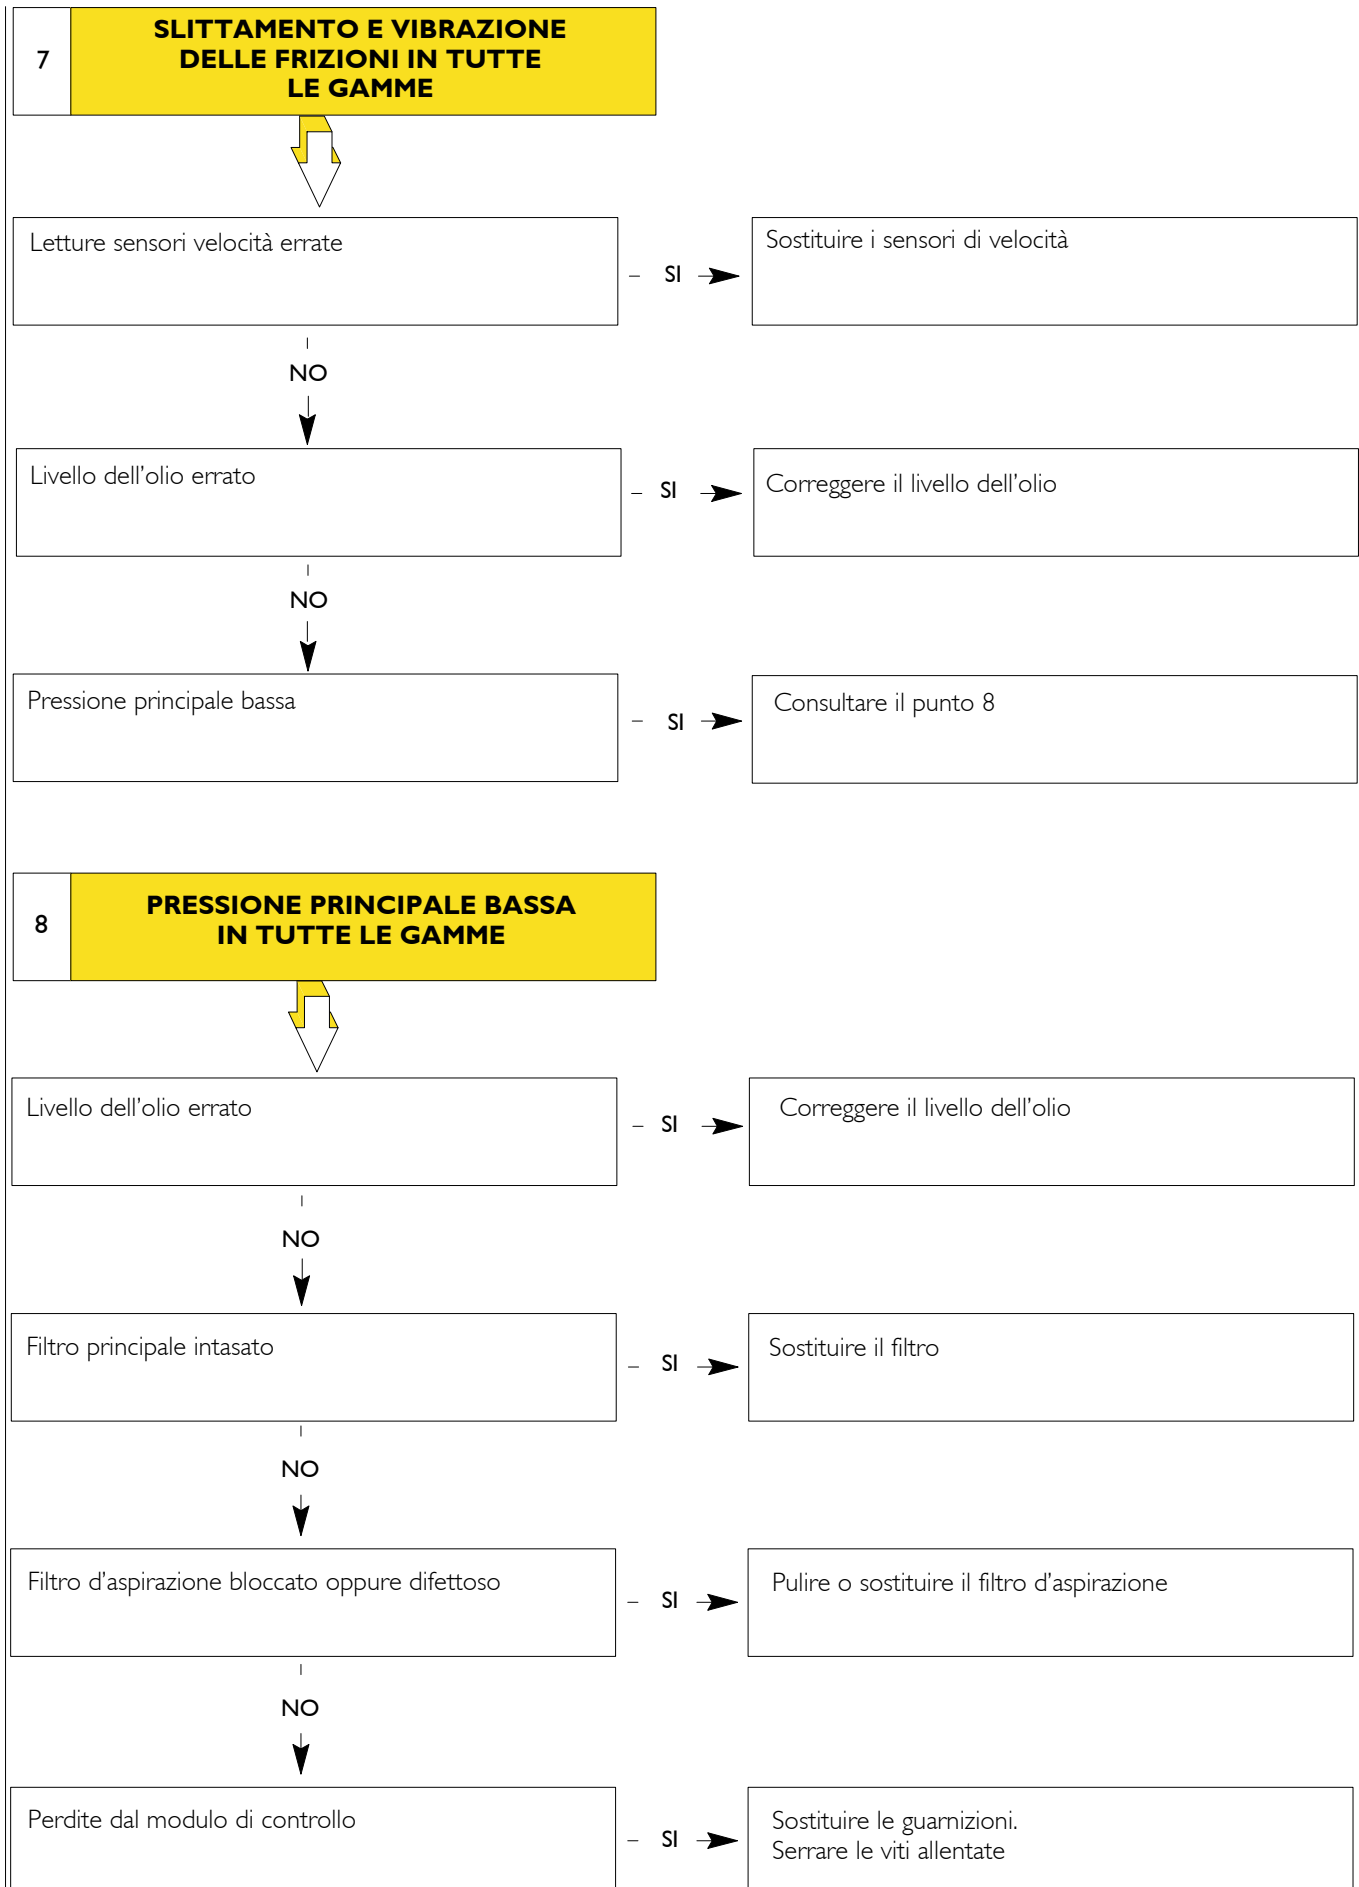 7
SLITTAMENTO E VIBRAZIONE
DELLE FRIZIONI IN TUTTE
LE GAMME
Letture sensori velocità errate
SI
Sostituire i sensori di velocità
NO
Livello dell’olio errato
SI
Correggere il livello dell’olio
NO
Pressione principale bassa
SI
Consultare il punto 8
8
PRESSIONE PRINCIPALE BASSA
IN TUTTE LE GAMME
Livello dell’olio errato
SI
Correggere il livello dell’olio
NO
Filtro principale intasato
SI
Sostituire il filtro
NO
Filtro d’aspirazione bloccato oppure difettoso
SI
Pulire o sostituire il filtro d’aspirazione
NO
Perdite dal modulo di controllo
SI
Sostituire le guarnizioni.
Serrare le viti allentate